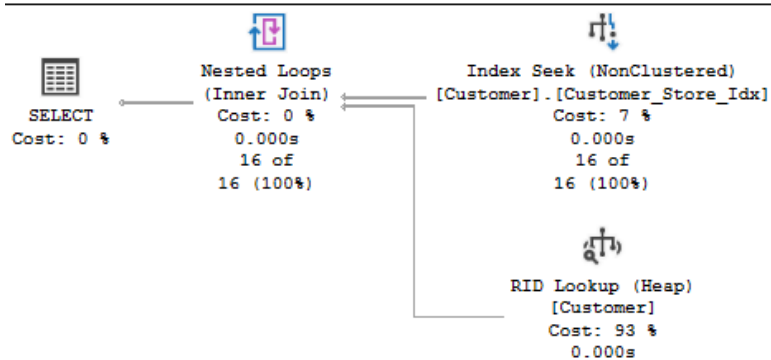 SELECT
Cost: 0 %
Nested Loops
(Inner Join)
Cost: 0 %
0.000s
16 of
16 (100%)
Index Seek (NonClustered)
[Customer].[Customer_Store_Idx]
Cost: 7 %
0.000s
16 of
16 (100%)
RID Lookup (Heap)
[Customer]
Cost: 93 %
0.000s